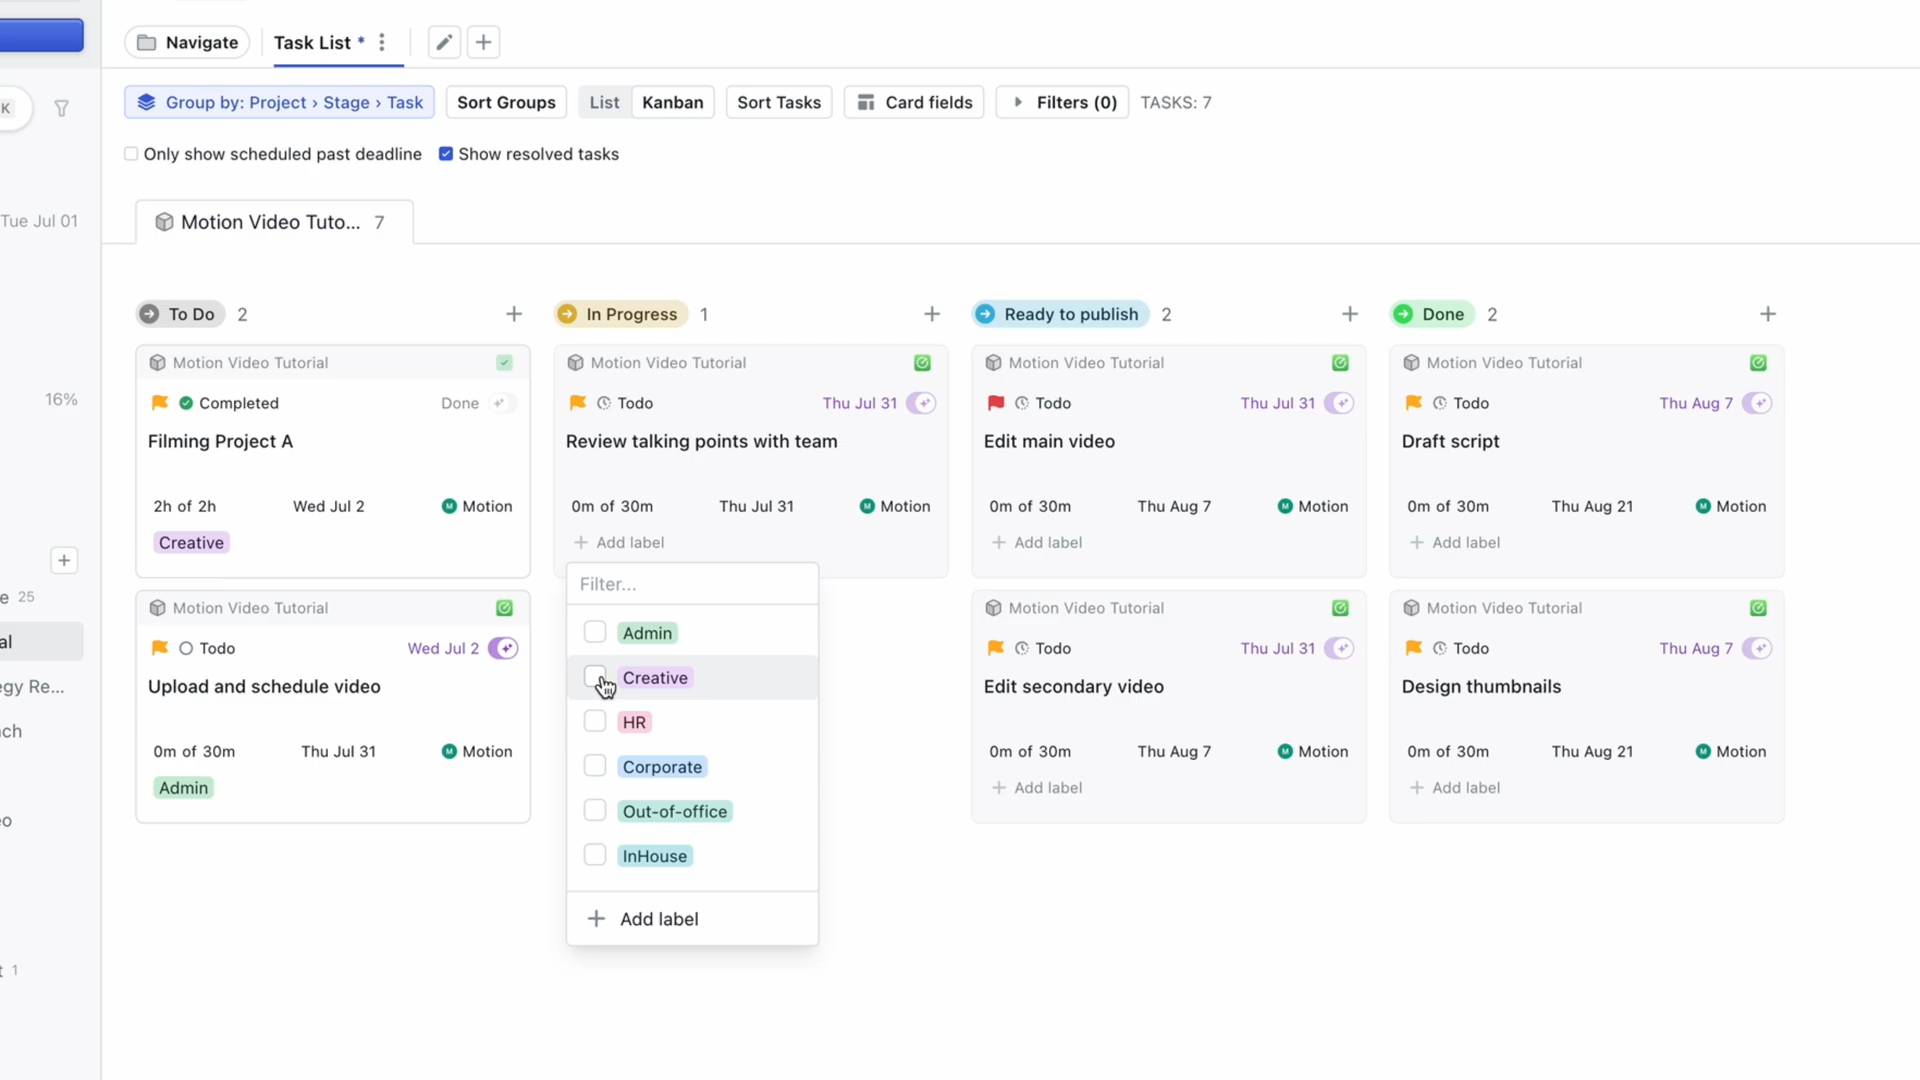 Navigate
Task List *
K
Group by: Project › Stage › Task
Sort Groups
List
Kanban
Sort Tasks
Card fields
Filters (0)
TASKS: 7
Only show scheduled past deadline
Show resolved tasks
Tue Jul 01
Motion Video Tuto... 7
16%
e 25
al
egy Re...
ach
eo
t 1
To Do 2
Motion Video Tutorial
Completed
Done
Filming Project A
2h of 2h
Wed Jul 2
M Motion
Creative
Motion Video Tutorial
Todo
Wed Jul 2
Upload and schedule video
0m of 30m
Thu Jul 31
M Motion
Admin
In Progress 1
Motion Video Tutorial
Todo
Thu Jul 31
Review talking points with team
0m of 30m
Thu Jul 31
M Motion
Add label
Filter...
Admin
Creative
HR
Corporate
Out-of-office
InHouse
Add label
Ready to publish 2
Motion Video Tutorial
Todo
Thu Jul 31
Edit main video
0m of 30m
Thu Aug 7
M Motion
Add label
Motion Video Tutorial
Todo
Thu Jul 31
Edit secondary video
0m of 30m
Thu Aug 7
M Motion
Add label
Done 2
Motion Video Tutorial
Todo
Thu Aug 7
Draft script
0m of 30m
Thu Aug 21
M Motion
Add label
Motion Video Tutorial
Todo
Thu Aug 7
Design thumbnails
0m of 30m
Thu Aug 21
M Motion
Add label